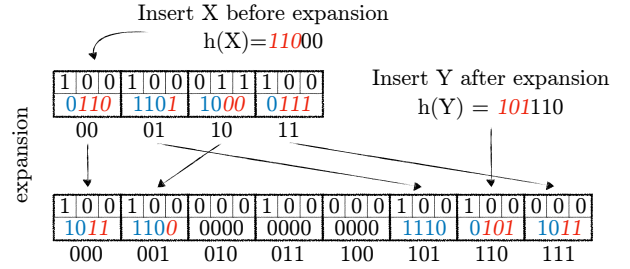 Insert X before expansion
h(X)=11000
1 0 0 1 0 0 0 1 1 1 0 0
0110 1101 1000 0111
00 01 10 11
Insert Y after expansion
h(Y) = 101110
expansion
1 0 0 1 0 0 0 0 0 1 0 0 0 0 0 1 0 0 1 0 0 0 0 0
1011 1100 0000 0000 0000 1110 0101 1011
000 001 010 011 100 101 110 111